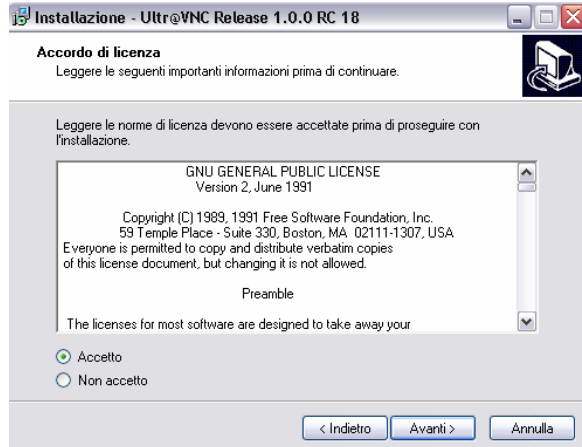 Installazione - Ultr@VNC Release 1.0.0 RC 18
Accordo di licenza
Leggere le seguenti importanti informazioni prima di continuare.
Leggere le norme di licenza devono essere accettate prima di proseguire con
l'installazione.
GNU GENERAL PUBLIC LICENSE
Version 2, June 1991
Copyright (C) 1989, 1991 Free Software Foundation, Inc.
59 Temple Place - Suite 330, Boston, MA  02111-1307, USA
Everyone is permitted to copy and distribute verbatim copies
of this license document, but changing it is not allowed.
Preamble
The licenses for most software are designed to take away your
Accetto
Non accetto
< Indietro
Avanti >
Annulla